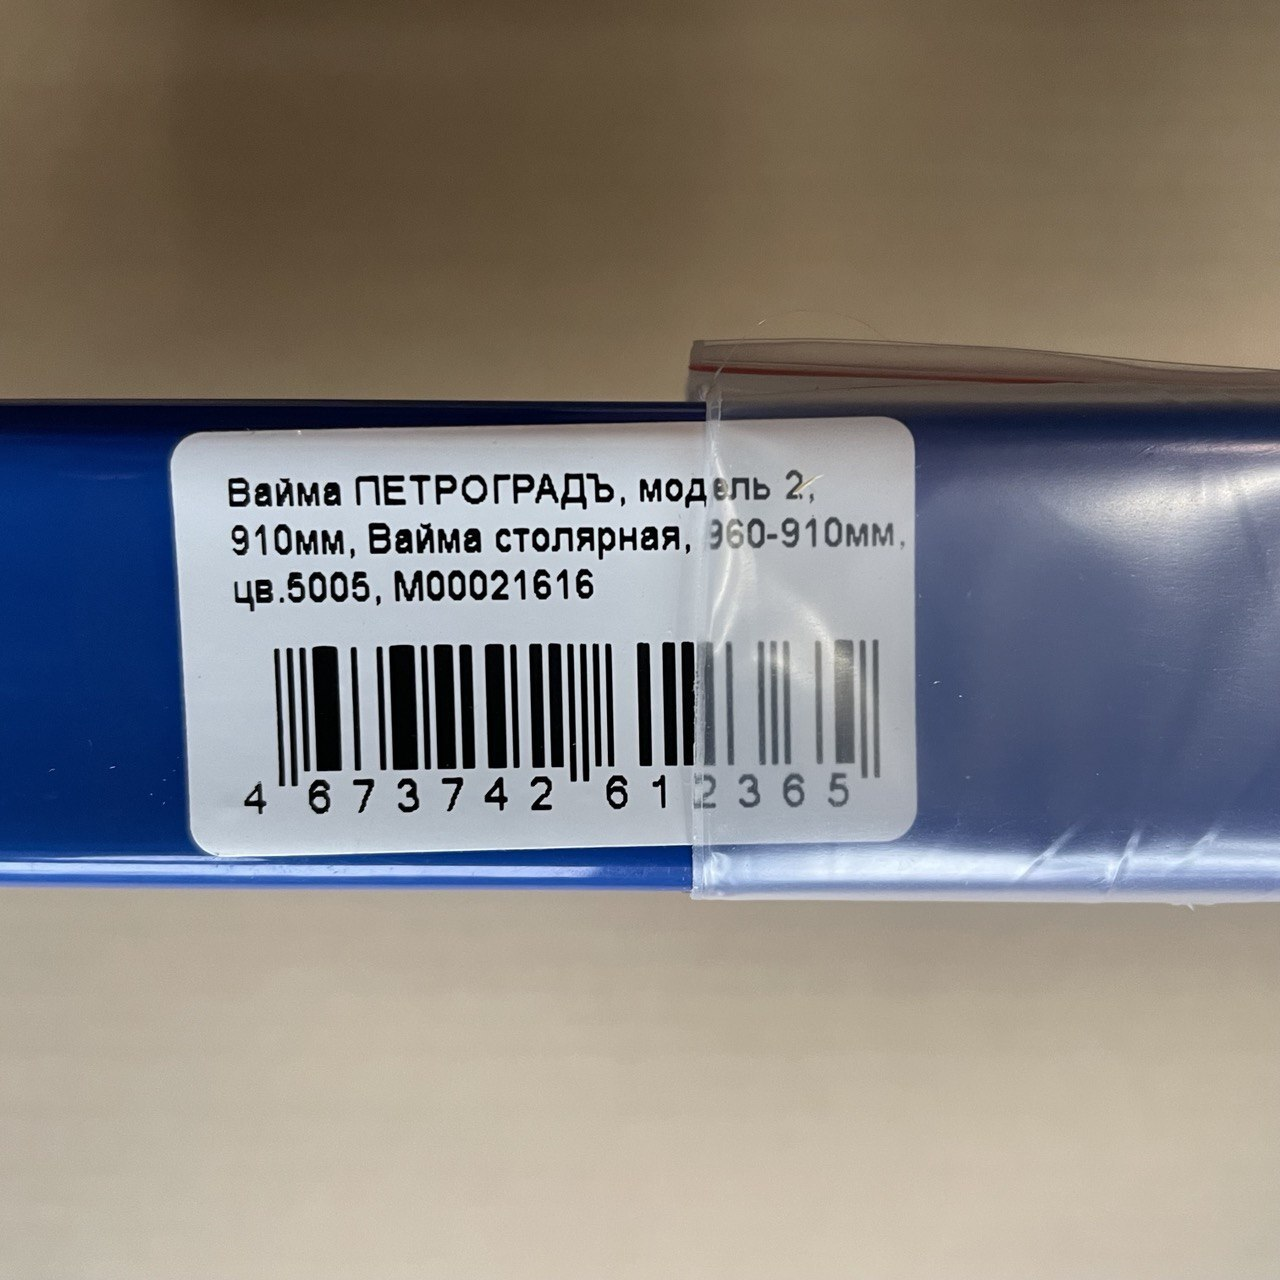 Вайма ПЕТРОГРАДЪ, модель 2,
910мм, Вайма столярная, 960-910мм,
цв.5005, М00021616
4 673742 612365